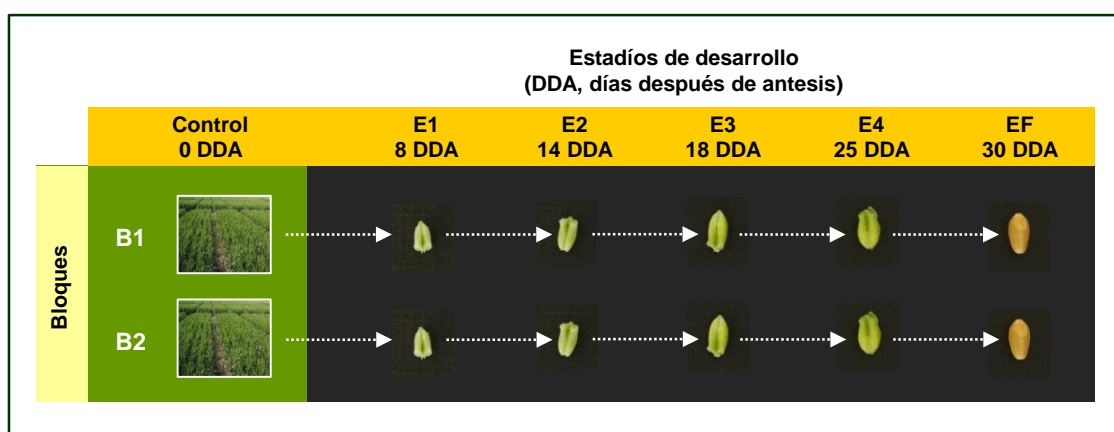 Estadíos de desarrollo
(DDA, días después de antesis)
Control E1 E2 E3 E4 EF
0 DDA 8 DDA 14 DDA 18 DDA 25 DDA 30 DDA
Bloques
B1
B2